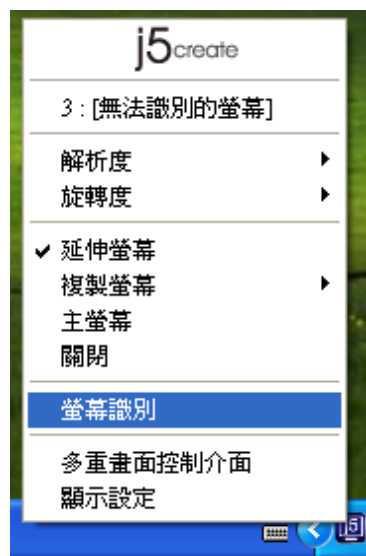 j5create
3 : [無法識別的螢幕]
解析度
旋轉度
延伸螢幕
複製螢幕
主螢幕
關閉
螢幕識別
多重畫面控制介面
顯示設定
j5